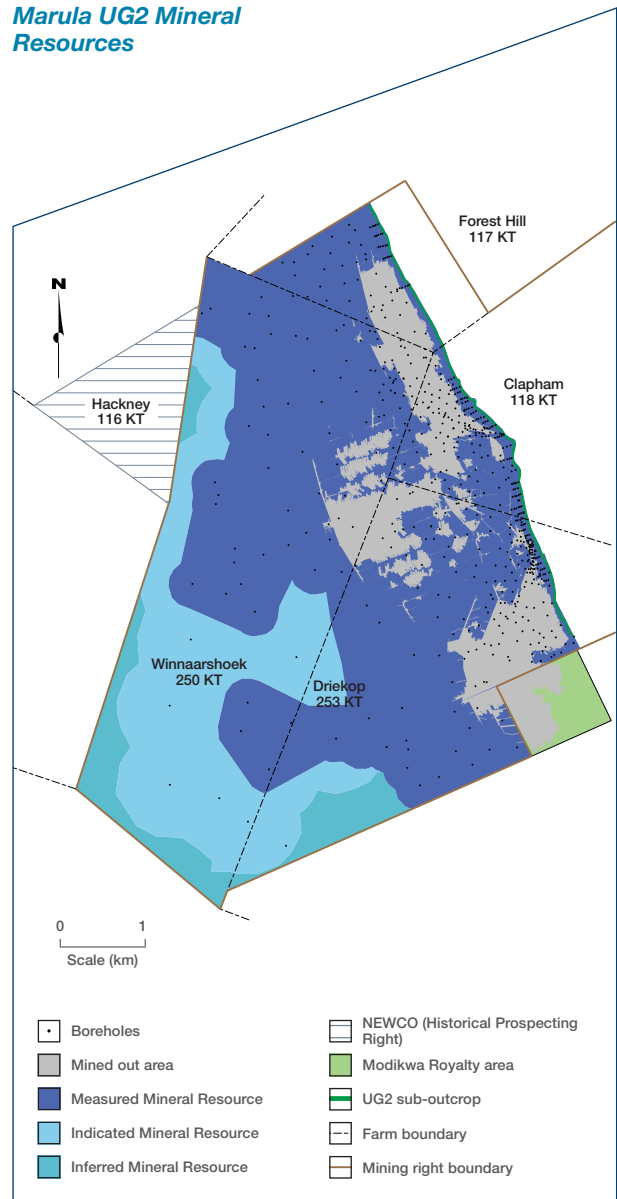 Marula UG2 Mineral
Resources
Forest Hill
117 KT
N
Hackney
116 KT
Clapham
118 KT
Winnaarshoek
250 KT
Driekop
253 KT
0 1
Scale (km)
Boreholes
Mined out area
Measured Mineral Resource
Indicated Mineral Resource
Inferred Mineral Resource
NEWCO (Historical Prospecting
Right)
Modikwa Royalty area
UG2 sub-outcrop
Farm boundary
Mining right boundary